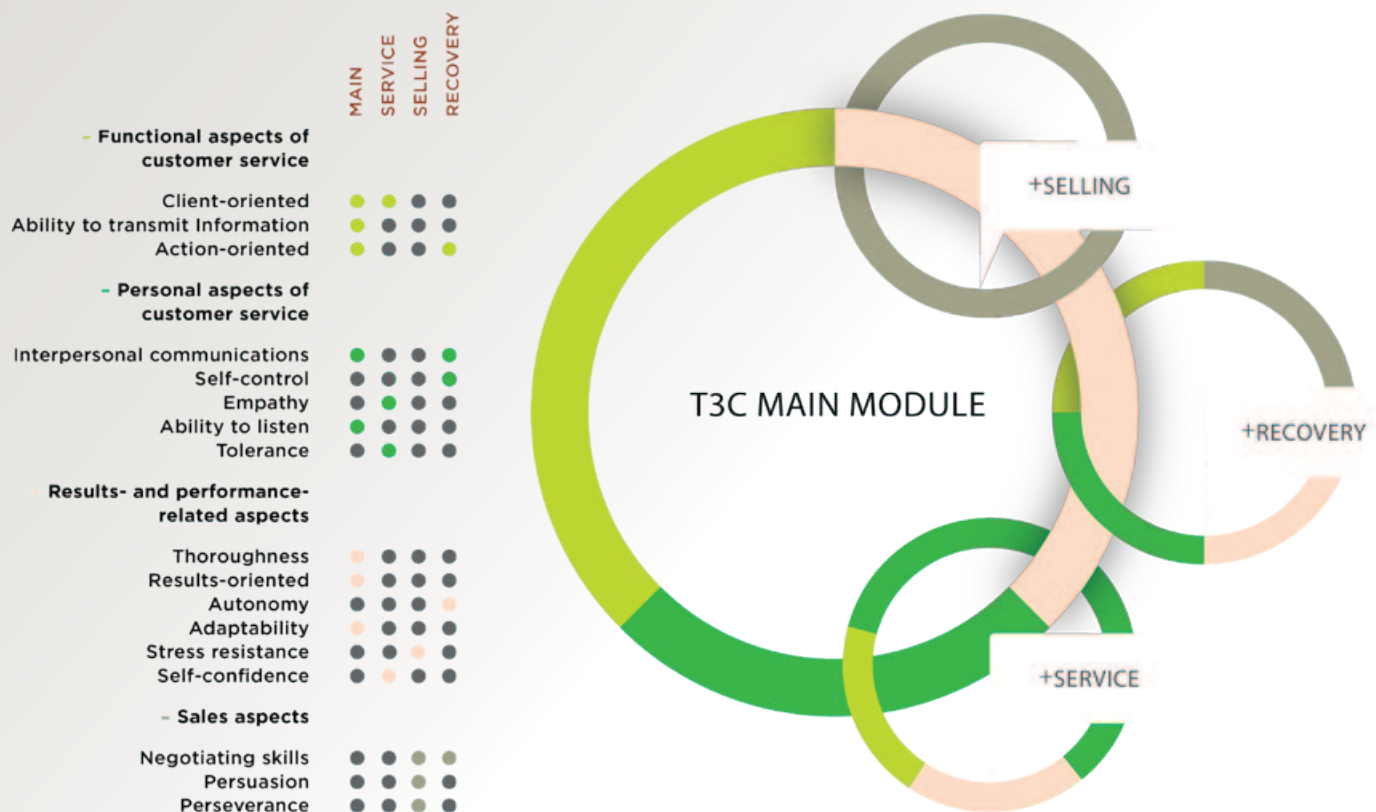 MAIN
SERVICE
SELLING
RECOVERY
- Functional aspects of
customer service
Client-oriented
Ability to transmit Information
Action-oriented
- Personal aspects of
customer service
Interpersonal communications
Self-control
Empathy
Ability to listen
Tolerance
- Results- and performance-
related aspects
Thoroughness
Results-oriented
Autonomy
Adaptability
Stress resistance
Self-confidence
- Sales aspects
Negotiating skills
Persuasion
Perseverance
+SELLING
T3C MAIN MODULE
+RECOVERY
+SERVICE